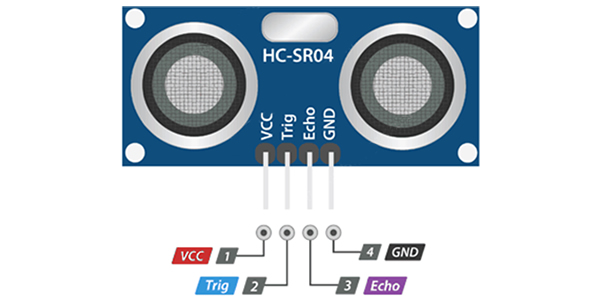 HC-SR04
VCC
Trig
Echo
GND
VCC 1
4 GND
Trig 2
3 Echo